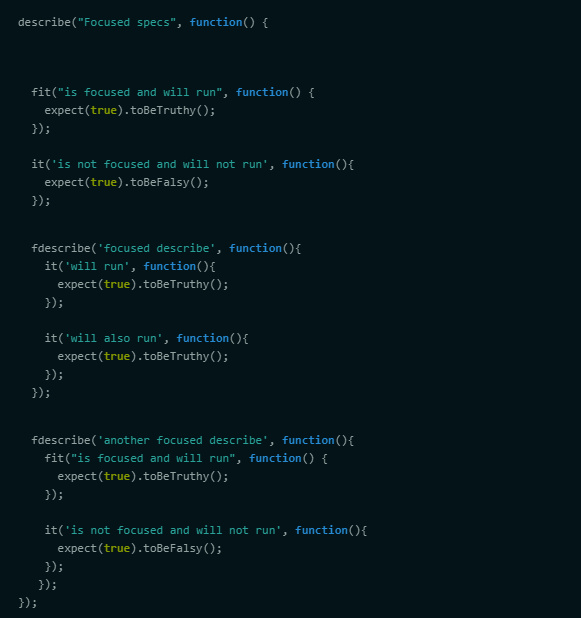 describe("Focused specs", function() {
fit("is focused and will run", function() {
expect(true).toBeTruthy();
});
it('is not focused and will not run', function(){
expect(true).toBeFalsy();
});
fdescribe('focused describe', function(){
it('will run', function(){
expect(true).toBeTruthy();
});
it('will also run', function(){
expect(true).toBeTruthy();
});
});
fdescribe('another focused describe', function(){
fit("is focused and will run", function() {
expect(true).toBeTruthy();
});
it('is not focused and will not run', function(){
expect(true).toBeFalsy();
});
});
});